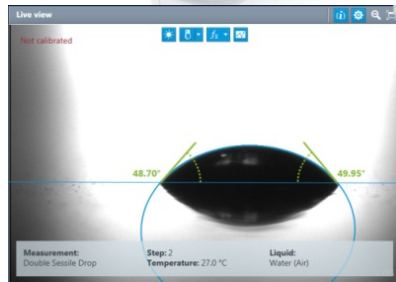 Live view
Not calibrated
48.70°
49.95°
Measurement: Step: 2 Liquid:
Double Sessile Drop Temperature: 27.0 °C Water (Air)